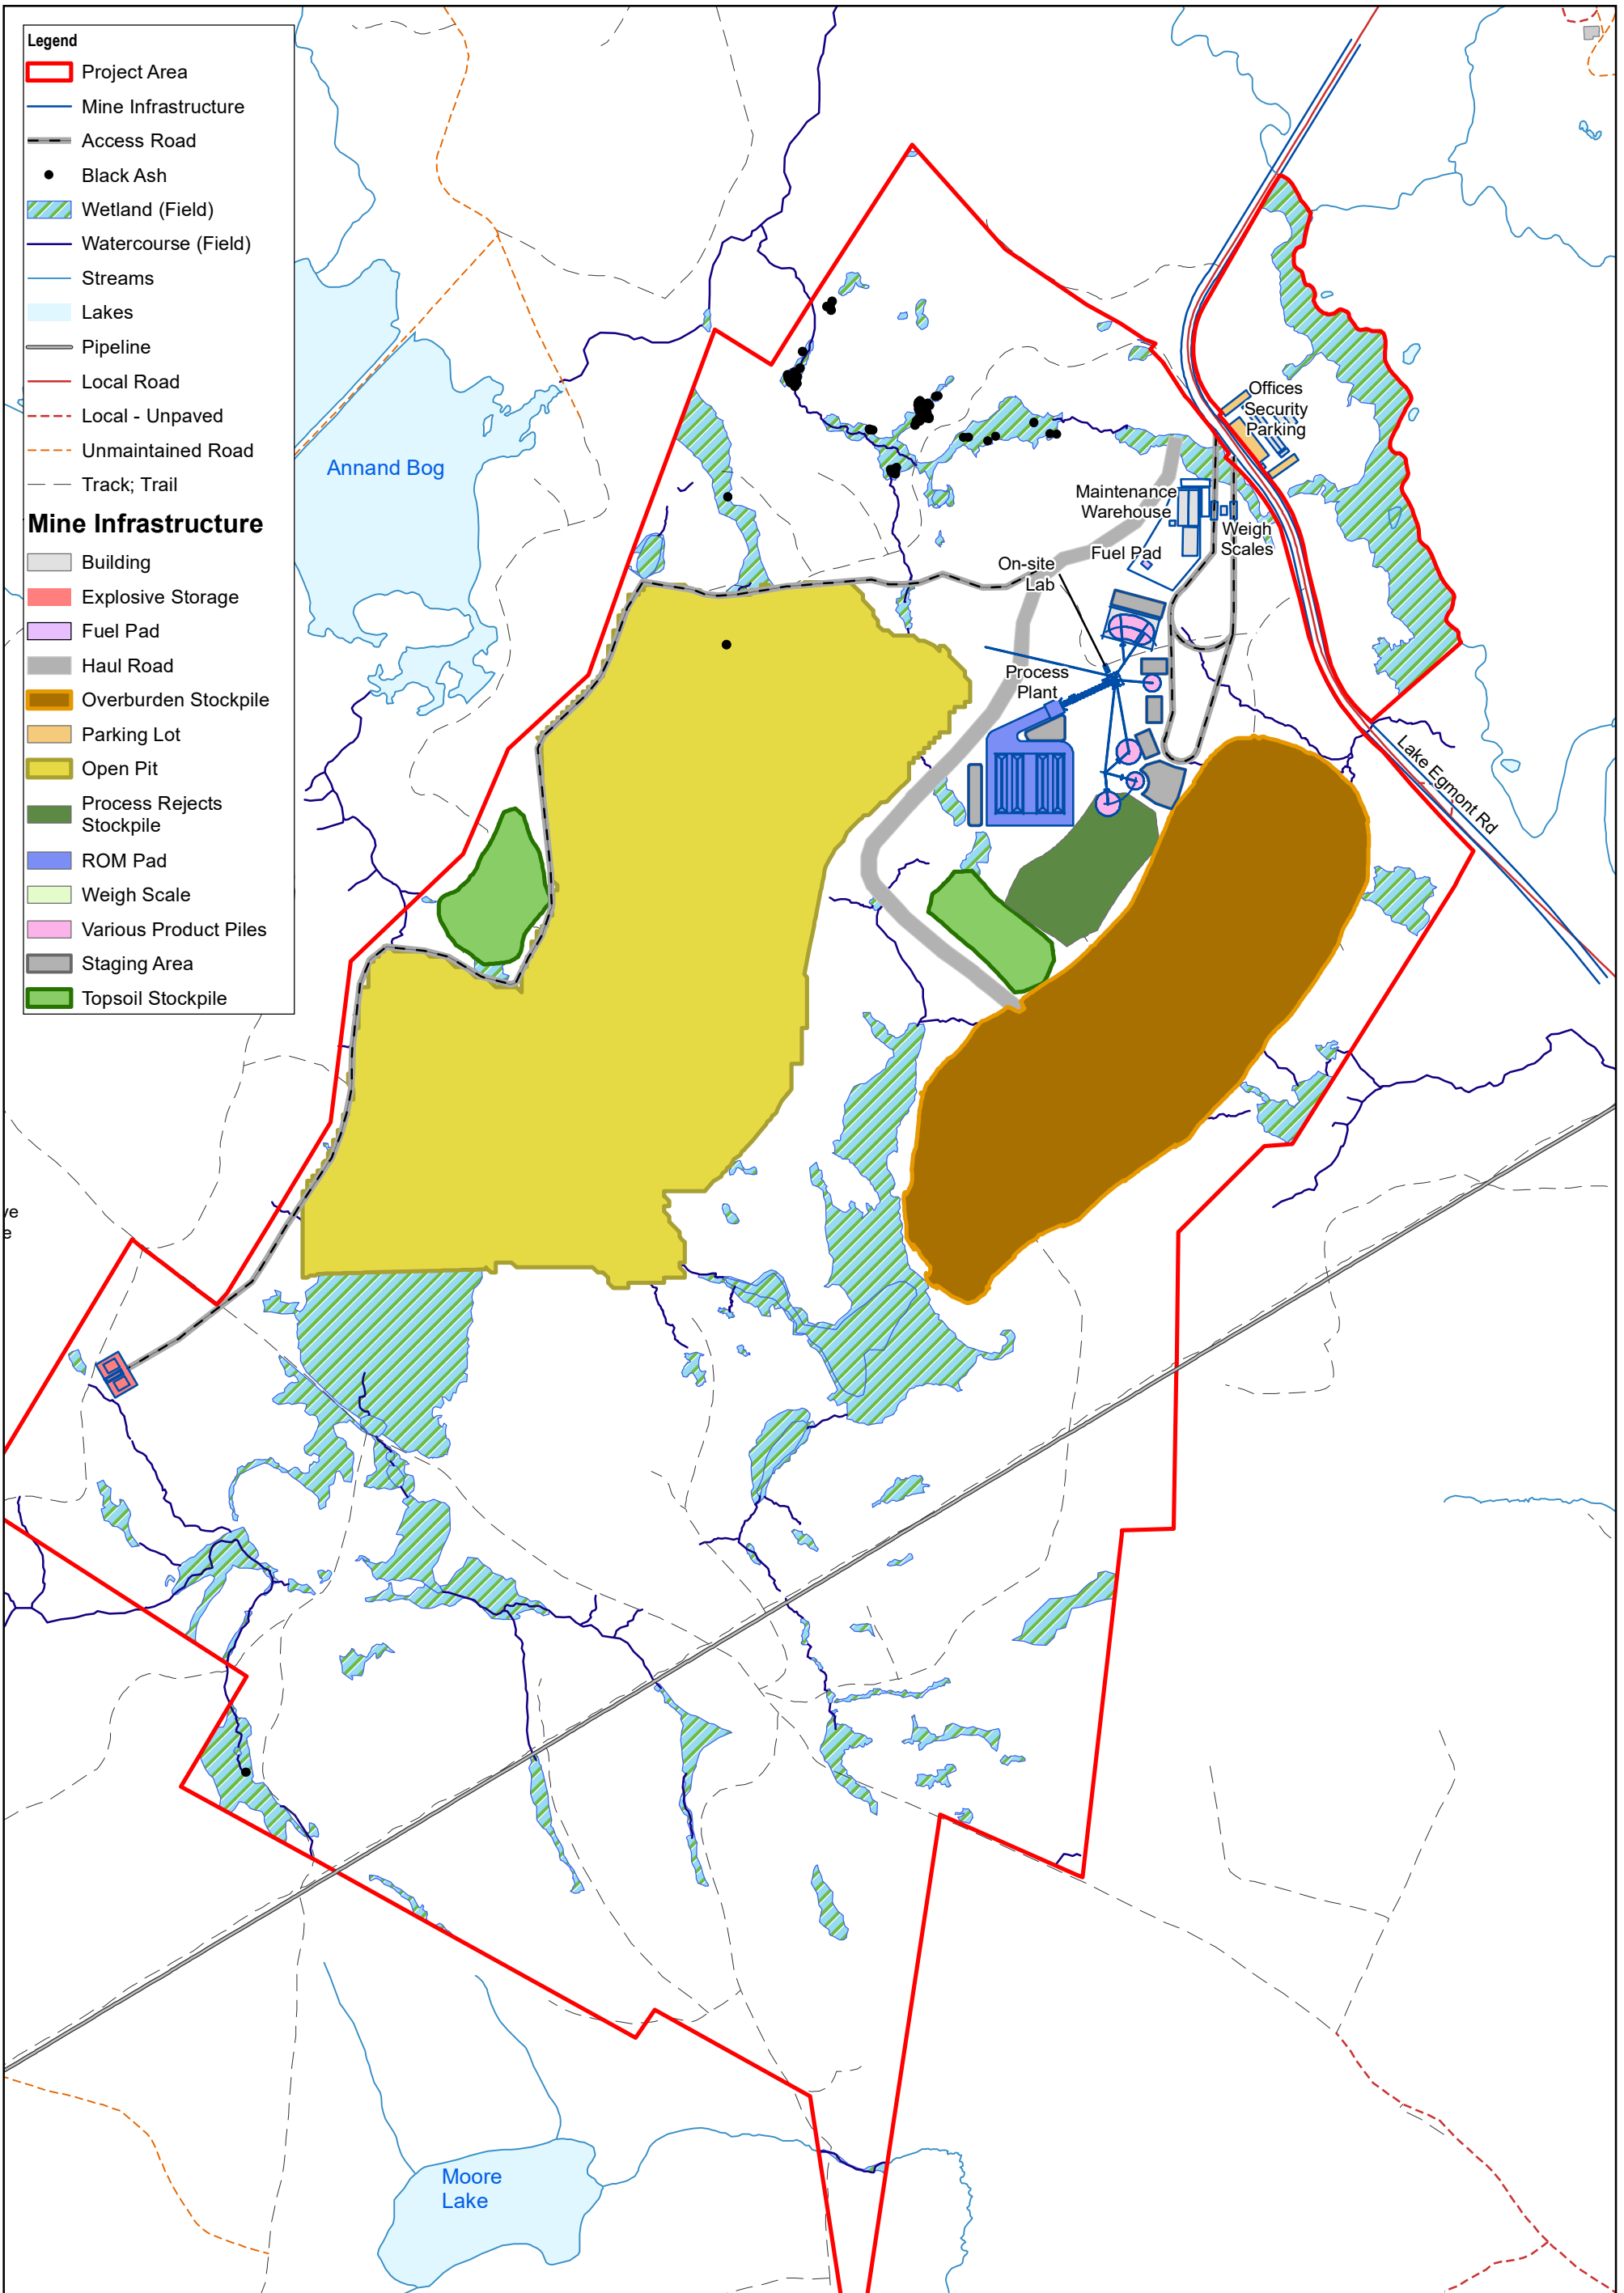 Legend
Project Area
Mine Infrastructure
Access Road
Black Ash
Wetland (Field)
Watercourse (Field)
Streams
Lakes
Pipeline
Local Road
Local - Unpaved
Unmaintained Road
Track; Trail
Mine Infrastructure
Building
Explosive Storage
Fuel Pad
Haul Road
Overburden Stockpile
Parking Lot
Open Pit
Process Rejects
Stockpile
ROM Pad
Weigh Scale
Various Product Piles
Staging Area
Topsoil Stockpile
Annand Bog
Offices
Security
Parking
Maintenance
Warehouse
Weigh
Scales
Fuel Pad
On-site
Lab
Process
Plant
Lake Egmont Rd
ve
e
Moore
Lake